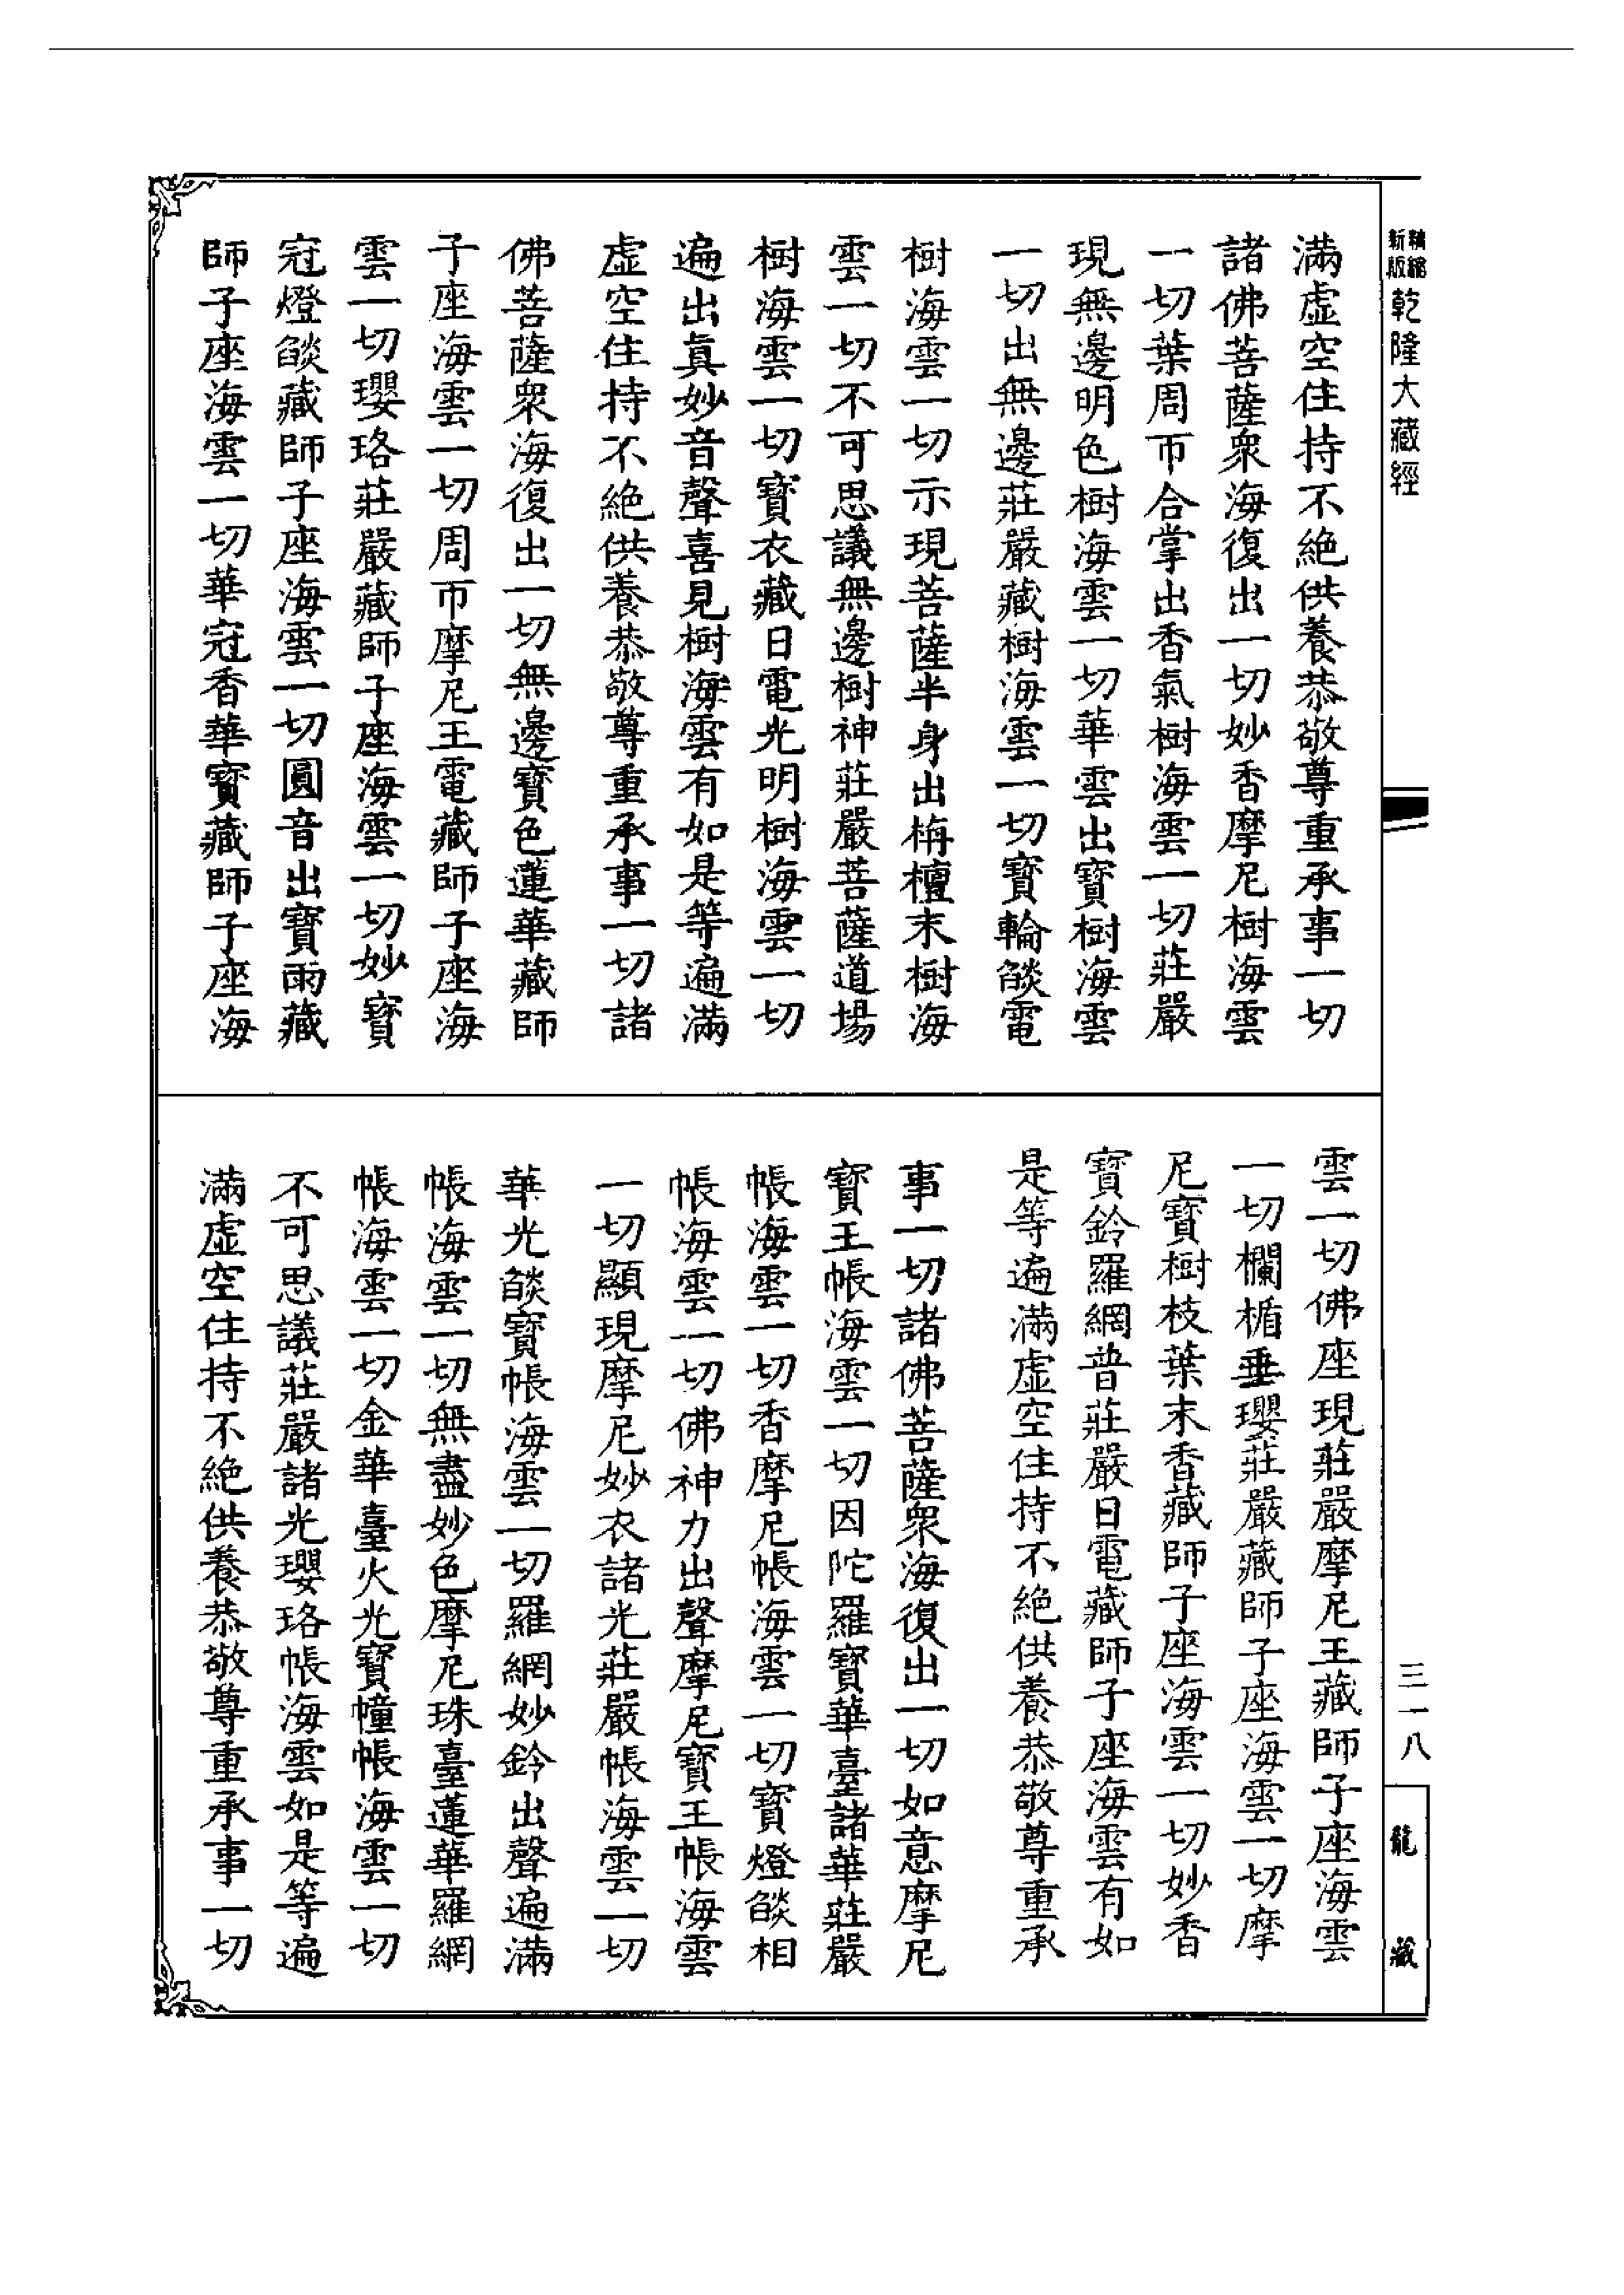 精縮
新版
乾隆大藏經
滿虛空住持不絕供養恭敬尊重承事一切
諸佛菩薩衆海復出一切妙香摩尼樹海雲
一切葉周帀合掌出香氣樹海雲一切莊嚴
現無邊明色樹海雲一切華雲出寶樹海雲
一切出無邊莊嚴藏樹海雲一切寶輪燄電
樹海雲一切示現菩薩半身出栴檀末樹海
雲一切不可思議無邊樹神莊嚴菩薩道場
樹海雲一切寶衣藏日電光明樹海雲一切
遍出真妙音聲喜見樹海雲有如是等遍滿
虛空住持不絕供養恭敬尊重承事一切諸
佛菩薩衆海復出一切無邊寶色蓮華藏師
子座海雲一切周帀摩尼王電藏師子座海
雲一切瓔珞莊嚴藏師子座海雲一切妙寶
冠燈燄藏師子座海雲一切圓音出寶雨藏
師子座海雲一切華冠香華寶藏師子座海
雲一切佛座現莊嚴摩尼王藏師子座海雲
一切欄楯垂瓔莊嚴藏師子座海雲一切摩
尼寶樹枝葉末香藏師子座海雲一切妙香
寶鈴羅網普莊嚴日電藏師子座海雲有如
是等遍滿虛空住持不絕供養恭敬尊重承
事一切諸佛菩薩衆海復出一切如意摩尼
寶王帳海雲一切因陀羅寶華臺諸華莊嚴
帳海雲一切香摩尼帳海雲一切寶燈燄相
帳海雲一切佛神力出聲摩尼寶王帳海雲
一切顯現摩尼妙衣諸光莊嚴帳海雲一切
華光燄寶帳海雲一切羅網妙鈴出聲遍滿
帳海雲一切無盡妙色摩尼珠臺蓮華羅網
帳海雲一切金華臺火光寶幢帳海雲一切
不可思議莊嚴諸光瓔珞帳海雲如是等遍
滿虛空住持不絕供養恭敬尊重承事一切
三一八
龍藏